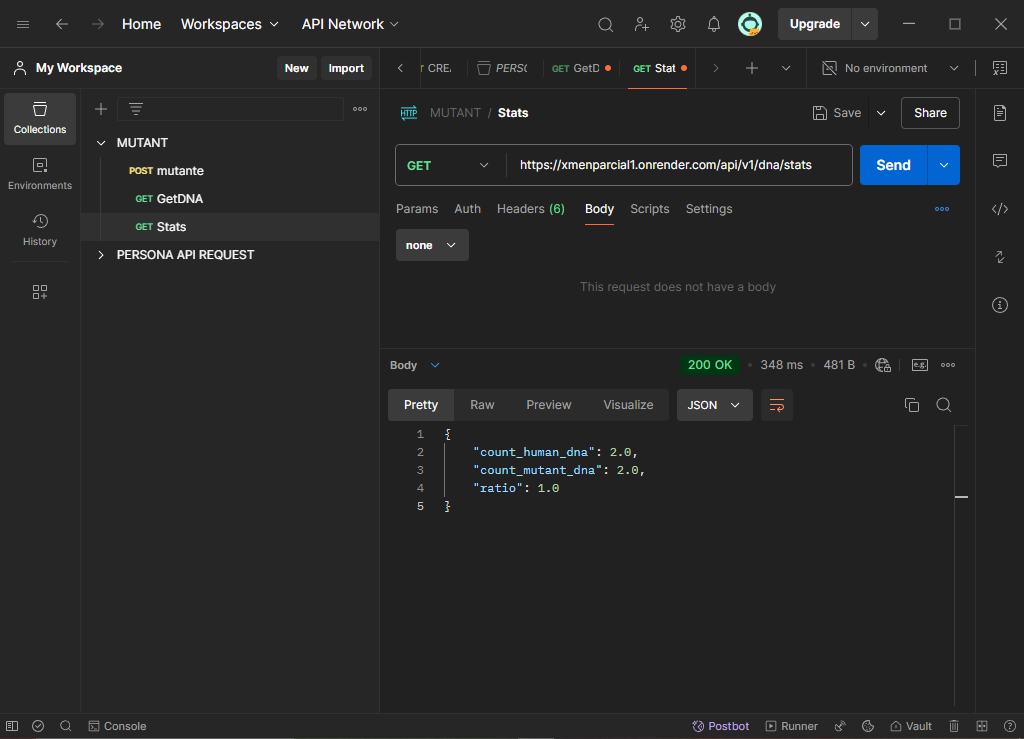 Home
Workspaces
API Network
Upgrade
My Workspace
New
Import
CRE
PERSO
GET GetD
GET Stat
No environment
Collections
Environments
History
MUTANT
POST mutante
GET GetDNA
GET Stats
PERSONA API REQUEST
HTTP
MUTANT / Stats
Save
Share
GET
https://xmenparcial1.onrender.com/api/v1/dna/stats
Send
Params
Auth
Headers (6)
Body
Scripts
Settings
none
This request does not have a body
Body
200 OK
348 ms
481 B
e.g.
Pretty
Raw
Preview
Visualize
JSON
1 {
2 "count_human_dna": 2.0,
3 "count_mutant_dna": 2.0,
4 "ratio": 1.0
5 }
Console
Postbot
Runner
Vault